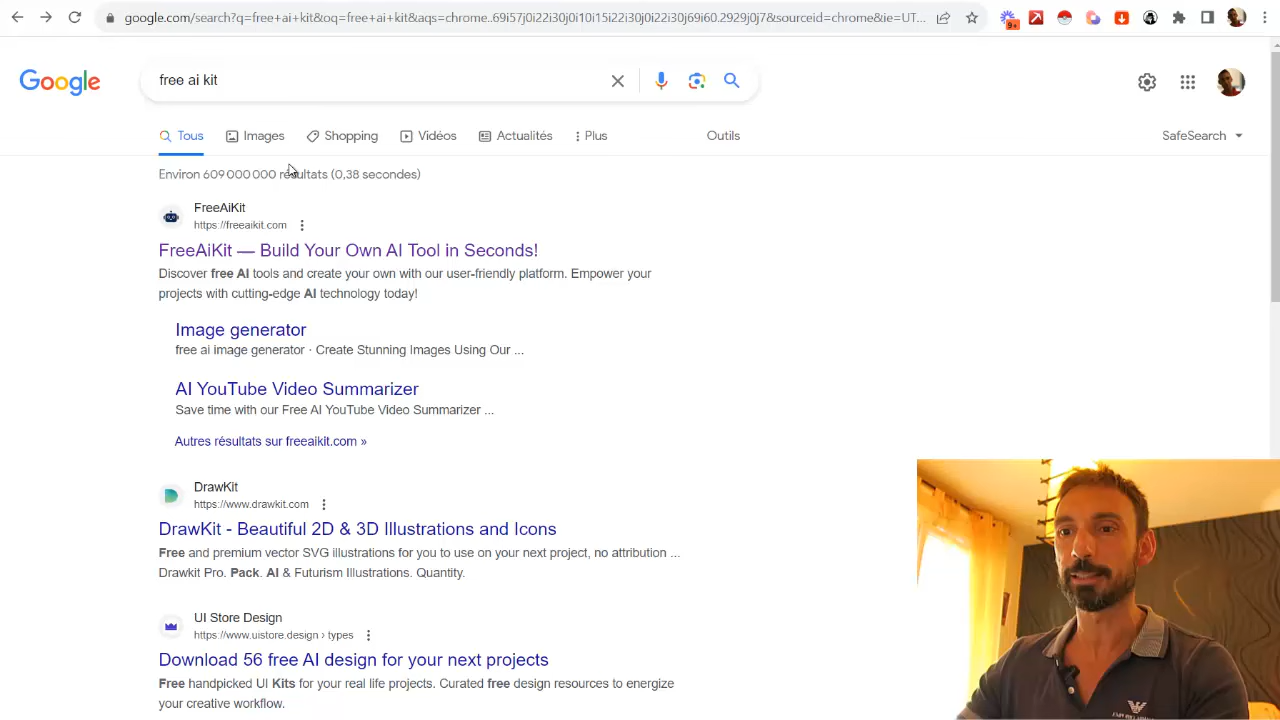 google.com/search?q=free+ai+kit&oq=free+ai+kit&aqs=chrome..69i57j0i22i30j0i10i15i22i30j0i22i30j69i60.2929j0j7&sourceid=chrome&ie=UT...
9+
Google
free ai kit
Tous
Images
Shopping
Vidéos
Actualités
Plus
Outils
SafeSearch
Environ 609 000 000 résultats (0,38 secondes)
FreeAiKit
https://freeaikit.com
FreeAiKit — Build Your Own AI Tool in Seconds!
Discover free AI tools and create your own with our user-friendly platform. Empower your
projects with cutting-edge AI technology today!
Image generator
free ai image generator · Create Stunning Images Using Our ...
AI YouTube Video Summarizer
Save time with our Free AI YouTube Video Summarizer ...
Autres résultats sur freeaikit.com »
DrawKit
https://www.drawkit.com
DrawKit - Beautiful 2D & 3D Illustrations and Icons
Free and premium vector SVG illustrations for you to use on your next project, no attribution ...
Drawkit Pro. Pack. AI & Futurism Illustrations. Quantity.
UI Store Design
https://www.uistore.design › types
Download 56 free AI design for your next projects
Free handpicked UI Kits for your real life projects. Curated free design resources to energize
your creative workflow.